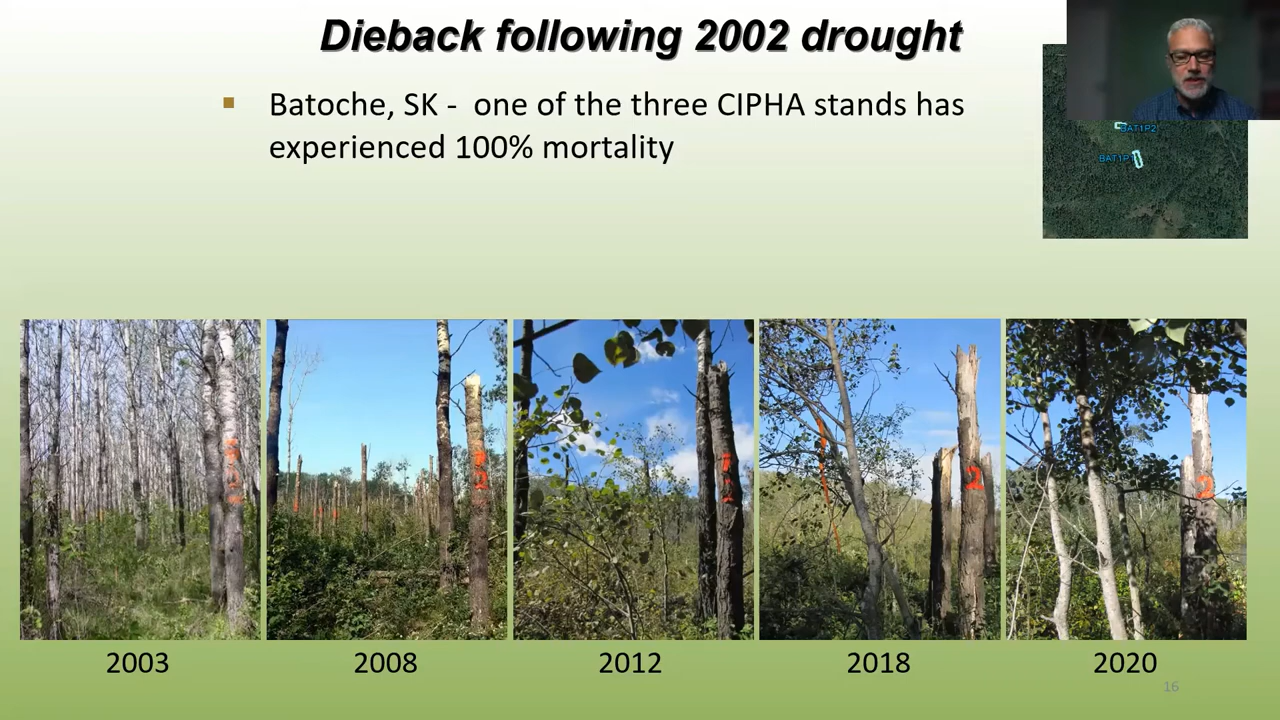 Dieback following 2002 drought
▪ Batoche, SK - one of the three CIPHA stands has
experienced 100% mortality
BAT1P2
BAT1P1
2003
2008
2012
2018
2020
16